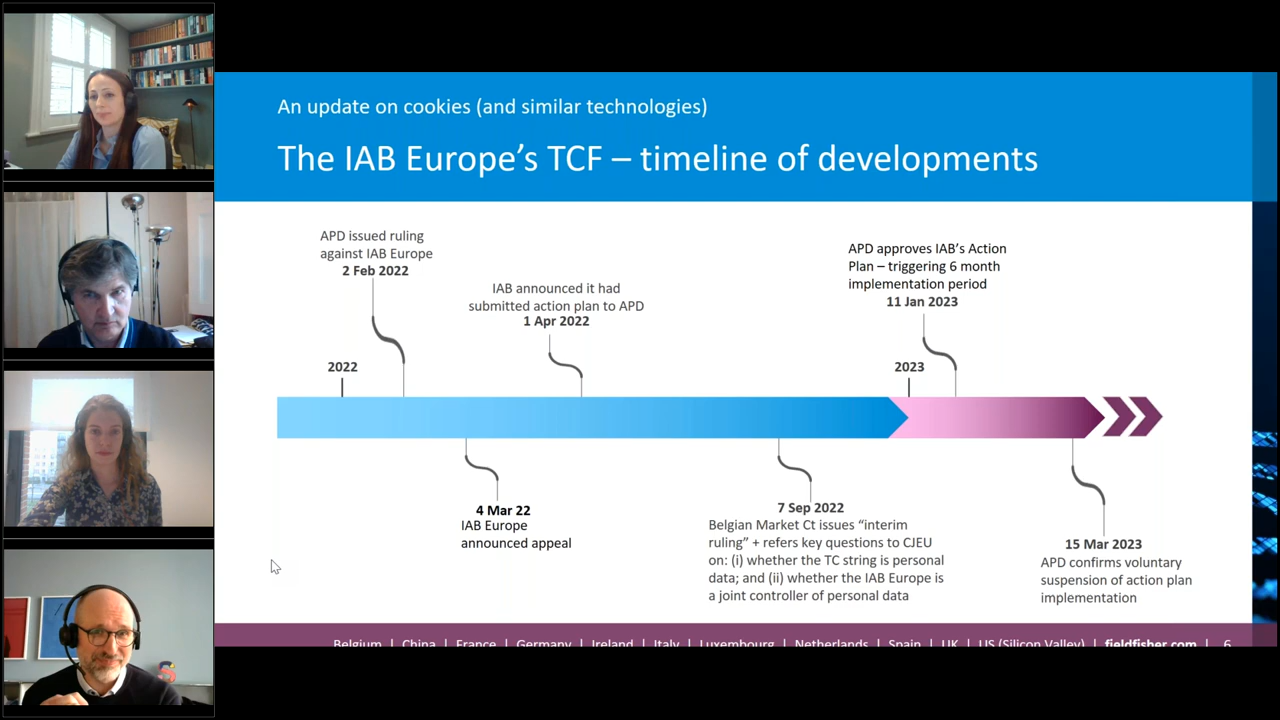 An update on cookies (and similar technologies)
The IAB Europe’s TCF – timeline of developments
APD issued ruling
against IAB Europe
2 Feb 2022
IAB announced it had
submitted action plan to APD
1 Apr 2022
APD approves IAB’s Action
Plan – triggering 6 month
implementation period
11 Jan 2023
2022
2023
4 Mar 22
IAB Europe
announced appeal
7 Sep 2022
Belgian Market Ct issues “interim
ruling” + refers key questions to CJEU
on: (i) whether the TC string is personal
data; and (ii) whether the IAB Europe is
a joint controller of personal data
15 Mar 2023
APD confirms voluntary
suspension of action plan
implementation
Belgium | China | France | Germany | Ireland | Italy | Luxembourg | Netherlands | Spain | UK | US (Silicon Valley) | fieldfisher.com | 6